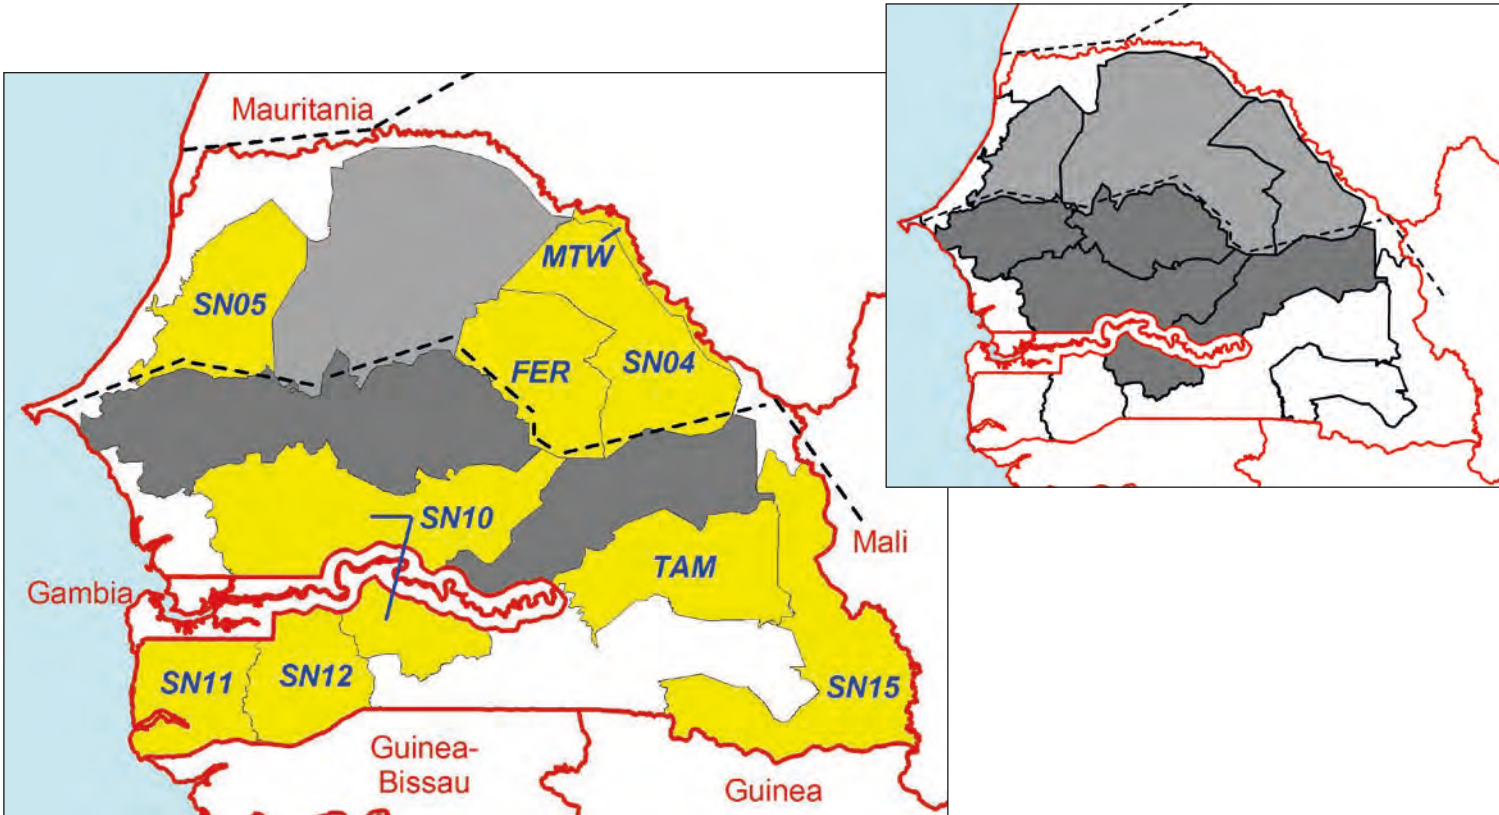 Mauritania
MTW
SN05
FER
SN04
SN10
Mali
TAM
Gambia
SN12
SN11
SN15
Guinea-
Bissau
Guinea